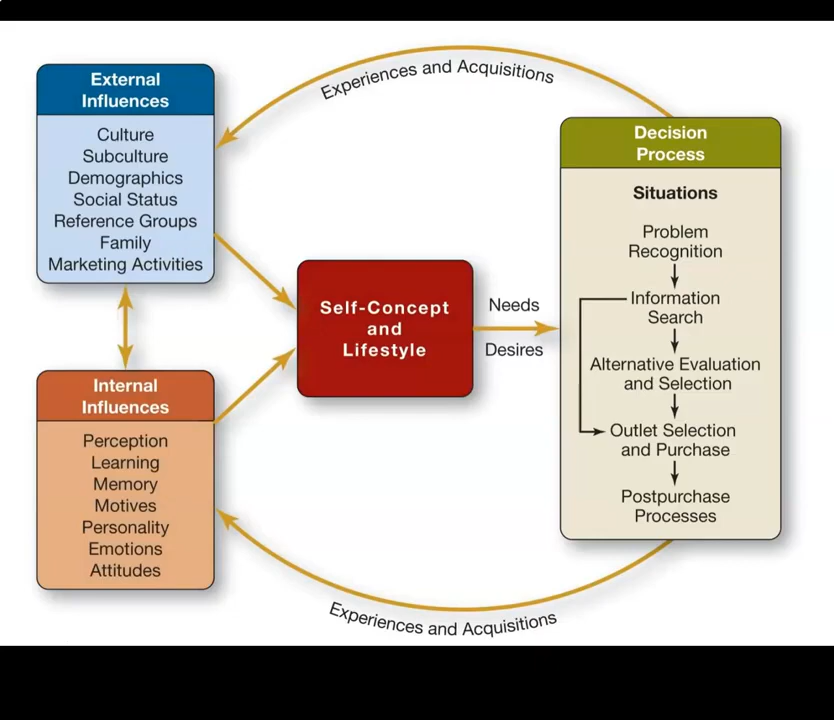 Experiences and Acquisitions
External
Influences
Culture
Subculture
Demographics
Social Status
Reference Groups
Family
Marketing Activities
Internal
Influences
Perception
Learning
Memory
Motives
Personality
Emotions
Attitudes
Self-Concept
and
Lifestyle
Needs
Desires
Decision
Process
Situations
Problem
Recognition
Information
Search
Alternative Evaluation
and Selection
Outlet Selection
and Purchase
Postpurchase
Processes
Experiences and Acquisitions